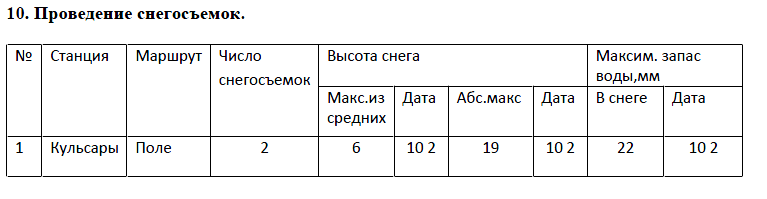 10. Проведение снегосъемок.
№ Станция Маршрут Число снегосъемок Высота снега Максим. запас воды,мм
Макс.из средних Дата Абс.макс Дата В снеге Дата
1 Кульсары Поле 2 6 10 2 19 10 2 22 10 2